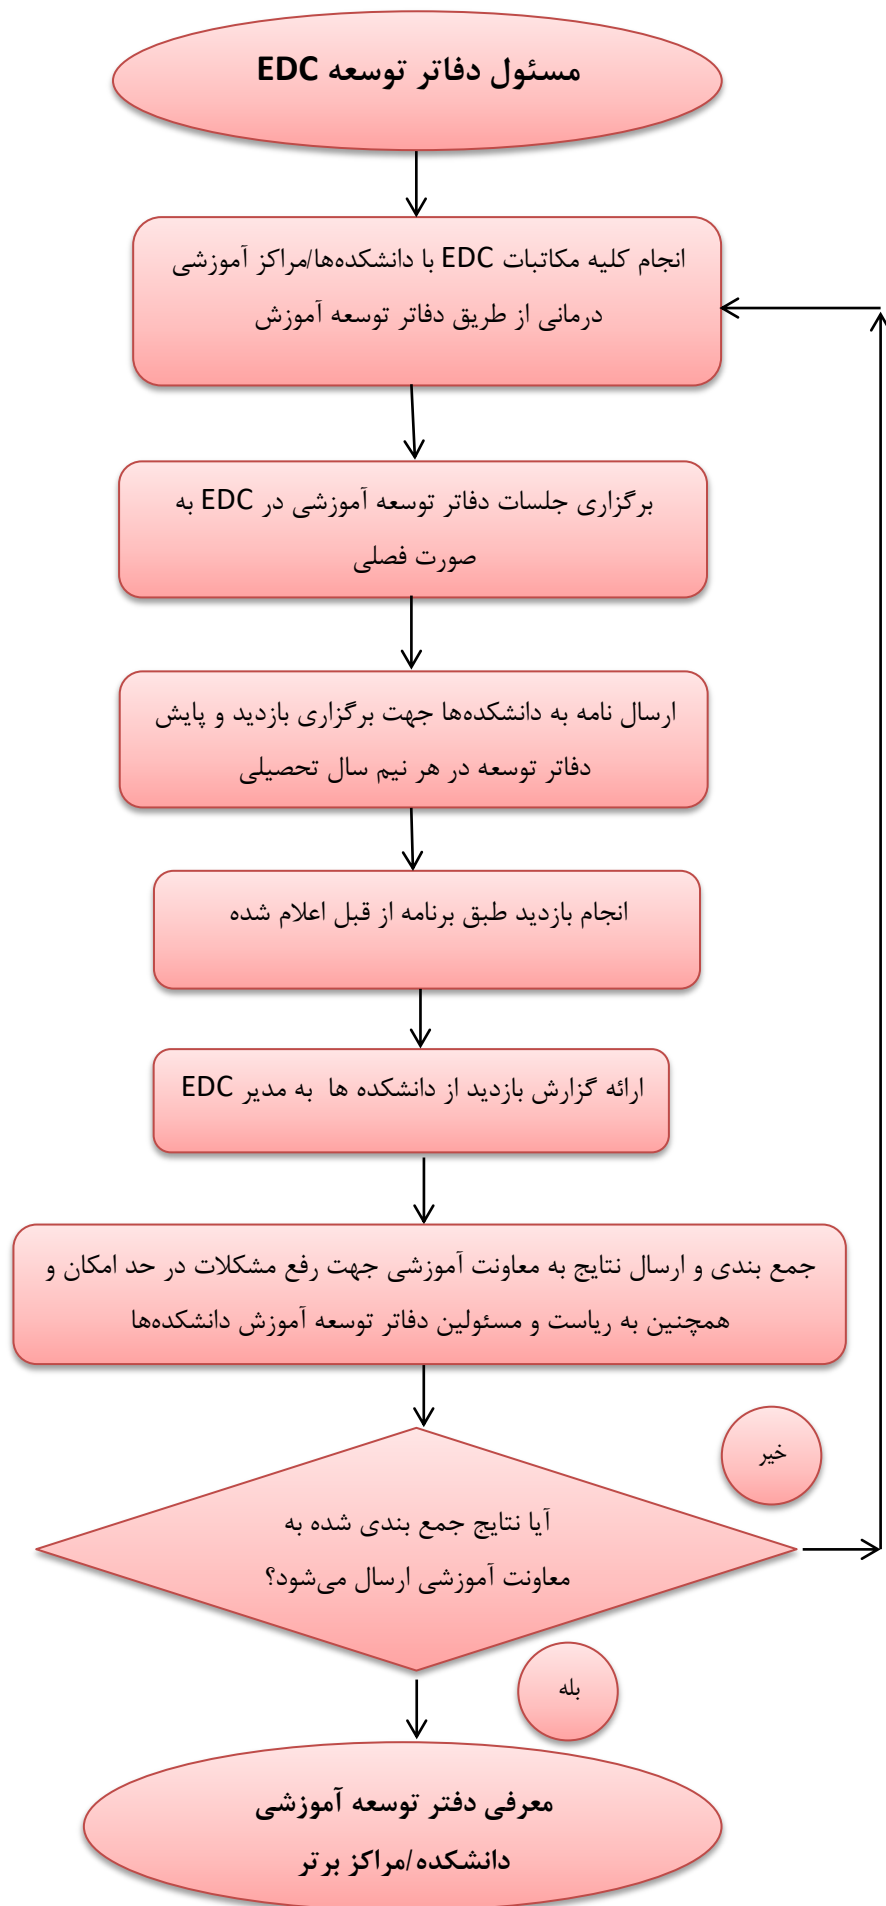 مسئول دفاتر توسعه EDC
انجام کلیه مکاتبات EDC با دانشکده‌ها/مراکز آموزشی
درمانی از طریق دفاتر توسعه آموزش
برگزاری جلسات دفاتر توسعه آموزشی در EDC به
صورت فصلی
ارسال نامه به دانشکده‌ها جهت برگزاری بازدید و پایش
دفاتر توسعه در هر نیم سال تحصیلی
انجام بازدید طبق برنامه از قبل اعلام شده
ارائه گزارش بازدید از دانشکده ها به مدیر EDC
جمع بندی و ارسال نتایج به معاونت آموزشی جهت رفع مشکلات در حد امکان و
همچنین به ریاست و مسئولین دفاتر توسعه آموزش دانشکده‌ها
خیر
آیا نتایج جمع بندی شده به
معاونت آموزشی ارسال می‌شود؟
بله
معرفی دفتر توسعه آموزشی
دانشکده/مراکز برتر